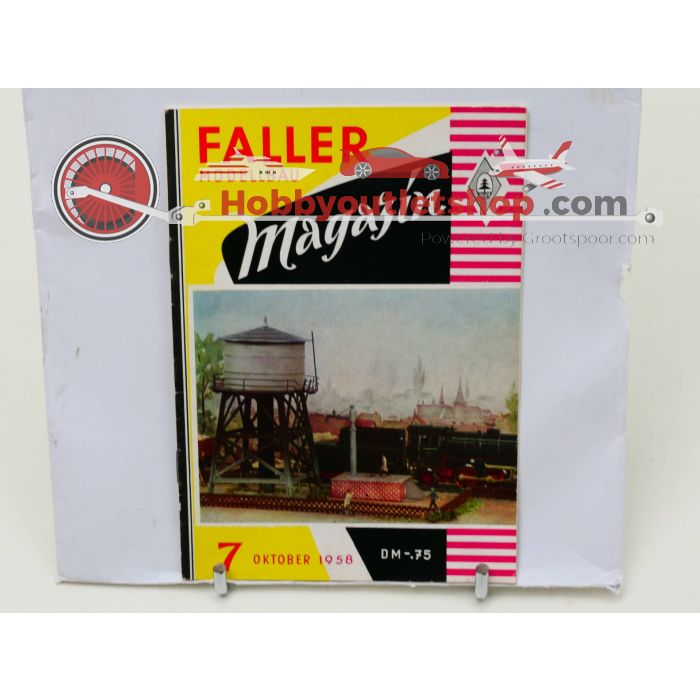 FALLER
MODELLBAU
Hobbyoutletshop.com
Magazin
Powered by Grootspoor.com
7 OKTOBER 1958 DM-.75